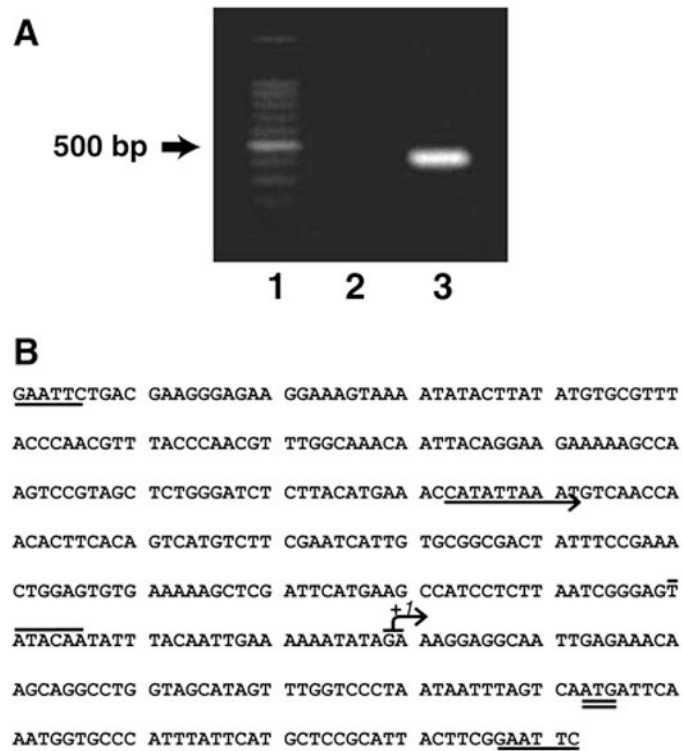 A
500 bp
1 2 3
B
GAATTCTGAC GAAGGGAGAA GGAAAGTAAA ATATACTTAT ATGTGCGTTT
ACCCAACGTT TACCCAACGT TTGGCAAACA ATTACAGGAA GAAAAAGCCA
AGTCCGTAGC TCTGGGATCT CTTACATGAA ACCATATTAA ATGTCAACCA
ACACTTCACA GTCATGTCTT CGAATCATTG TGCGGCGACT ATTTCCGAAA
CTGGAGTGTG AAAAAGCTCG ATTCATGAAG CCATCCTCTT AATCGGGAGT
+1
ATACAATATT TACAATTGAA AAAATATAGA AAGGAGGCAA TTGAGAAACA
AGCAGGCCTG GTAGCATAGT TTGGTCCCTA ATAATTTAGT CAATGATTCA
AATGGTGCCC ATTTATTCAT GCTCCGCATT ACTTCGGAAT TC